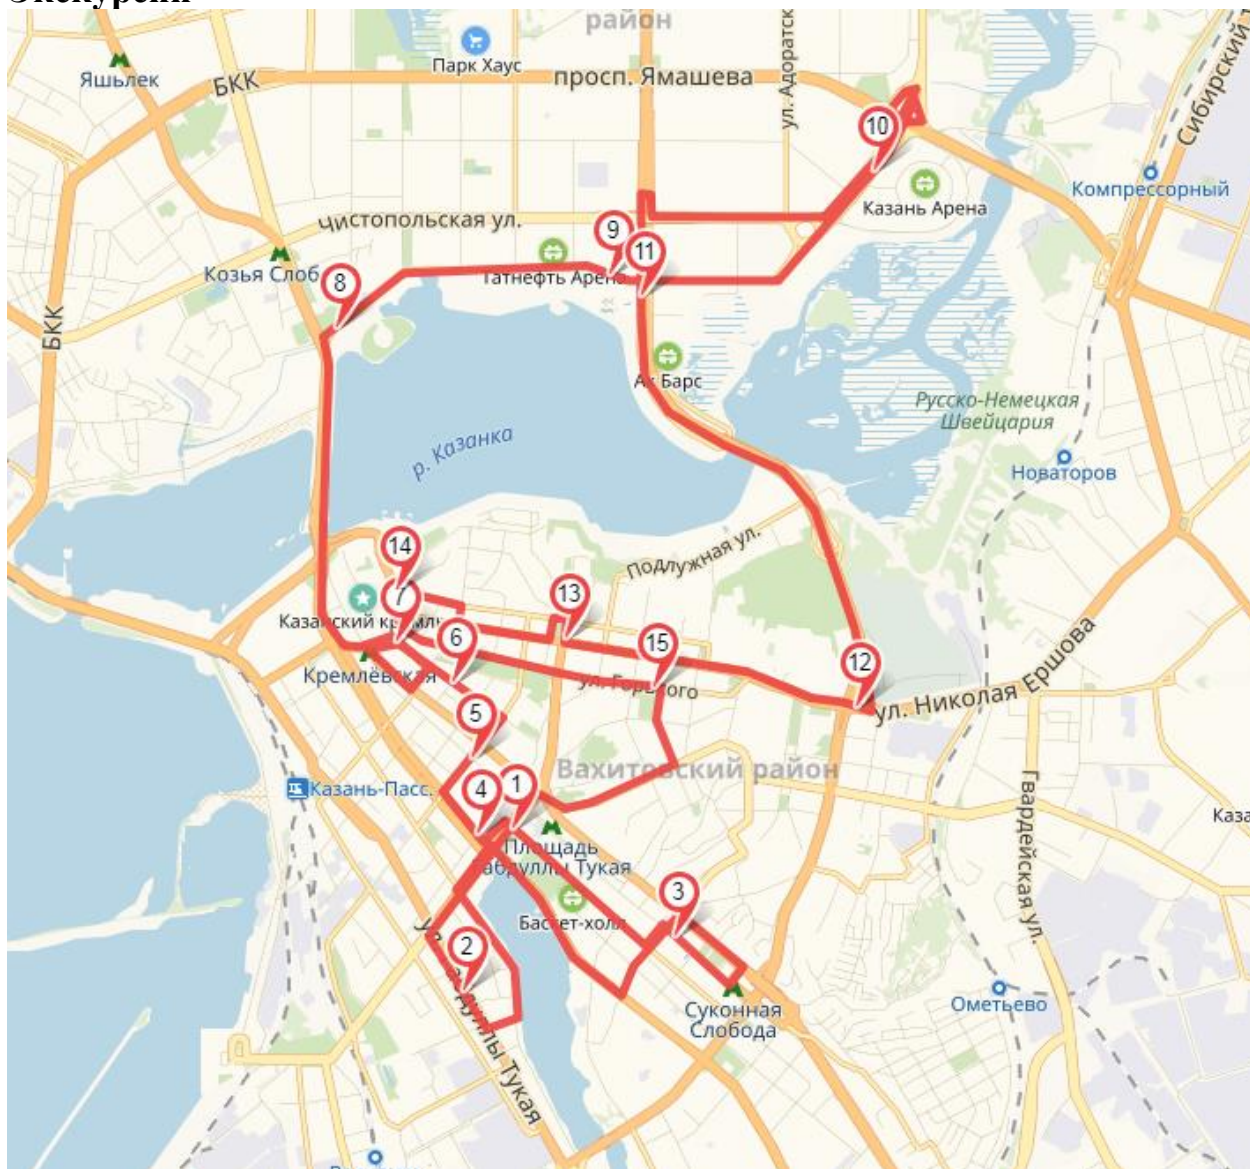 Экскурсии
район
Парк Хаус
Яшьлек
БКК
просп. Ямашева
ул. Адоратск
Сибирский
10
Компрессорный
Казань Арена
Чистопольская ул.
9
11
Козья Слоб
Татнефть Арена
8
БКК
Ак Барс
Русско-Немецкая
Швейцария
р. Казанка
Новаторов
14
Подлужная ул.
7
13
Казанский кремль
6
15
12
Кремлёвская
ул. Горького
ул. Николая Ершова
5
Вахитовский район
Казань-Пасс.
4
1
Гвардейская ул.
Каза
Площадь
Габдуллы Тукая
3
Баскет-холл
2
ул. Габдуллы Тукая
Суконная
Слобода
Ометьево